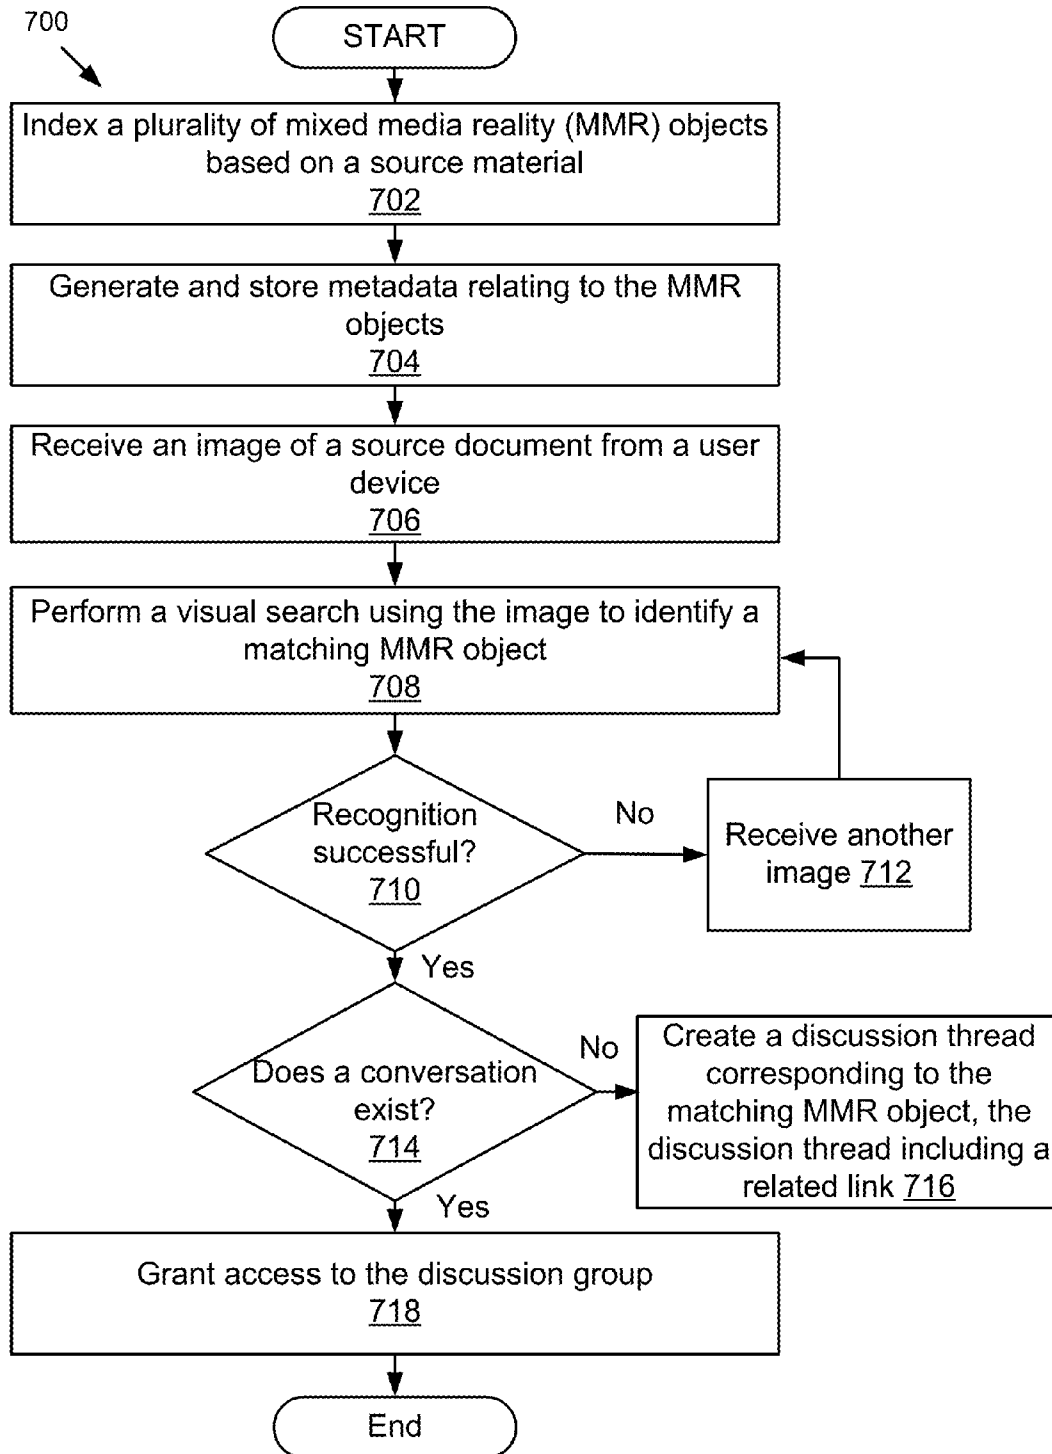 700
START
Index a plurality of mixed media reality (MMR) objects
based on a source material
702
Generate and store metadata relating to the MMR
objects
704
Receive an image of a source document from a user
device
706
Perform a visual search using the image to identify a
matching MMR object
708
Recognition
successful?
710
No
Receive another
image 712
Yes
Does a conversation
exist?
714
No
Create a discussion thread
corresponding to the
matching MMR object, the
discussion thread including a
related link 716
Yes
Grant access to the discussion group
718
End